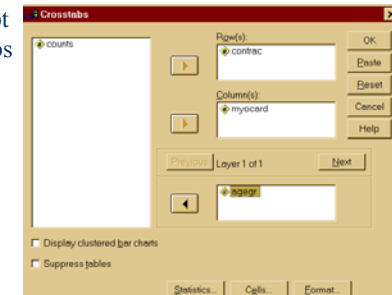 Crosstabs
counts
Row(s):
contrac
Column(s):
myocard
OK
Paste
Reset
Cancel
Help
Previous
Layer 1 of 1
Next
agegr
Display clustered bar charts
Suppress tables
Statistics...
Cells...
Format...